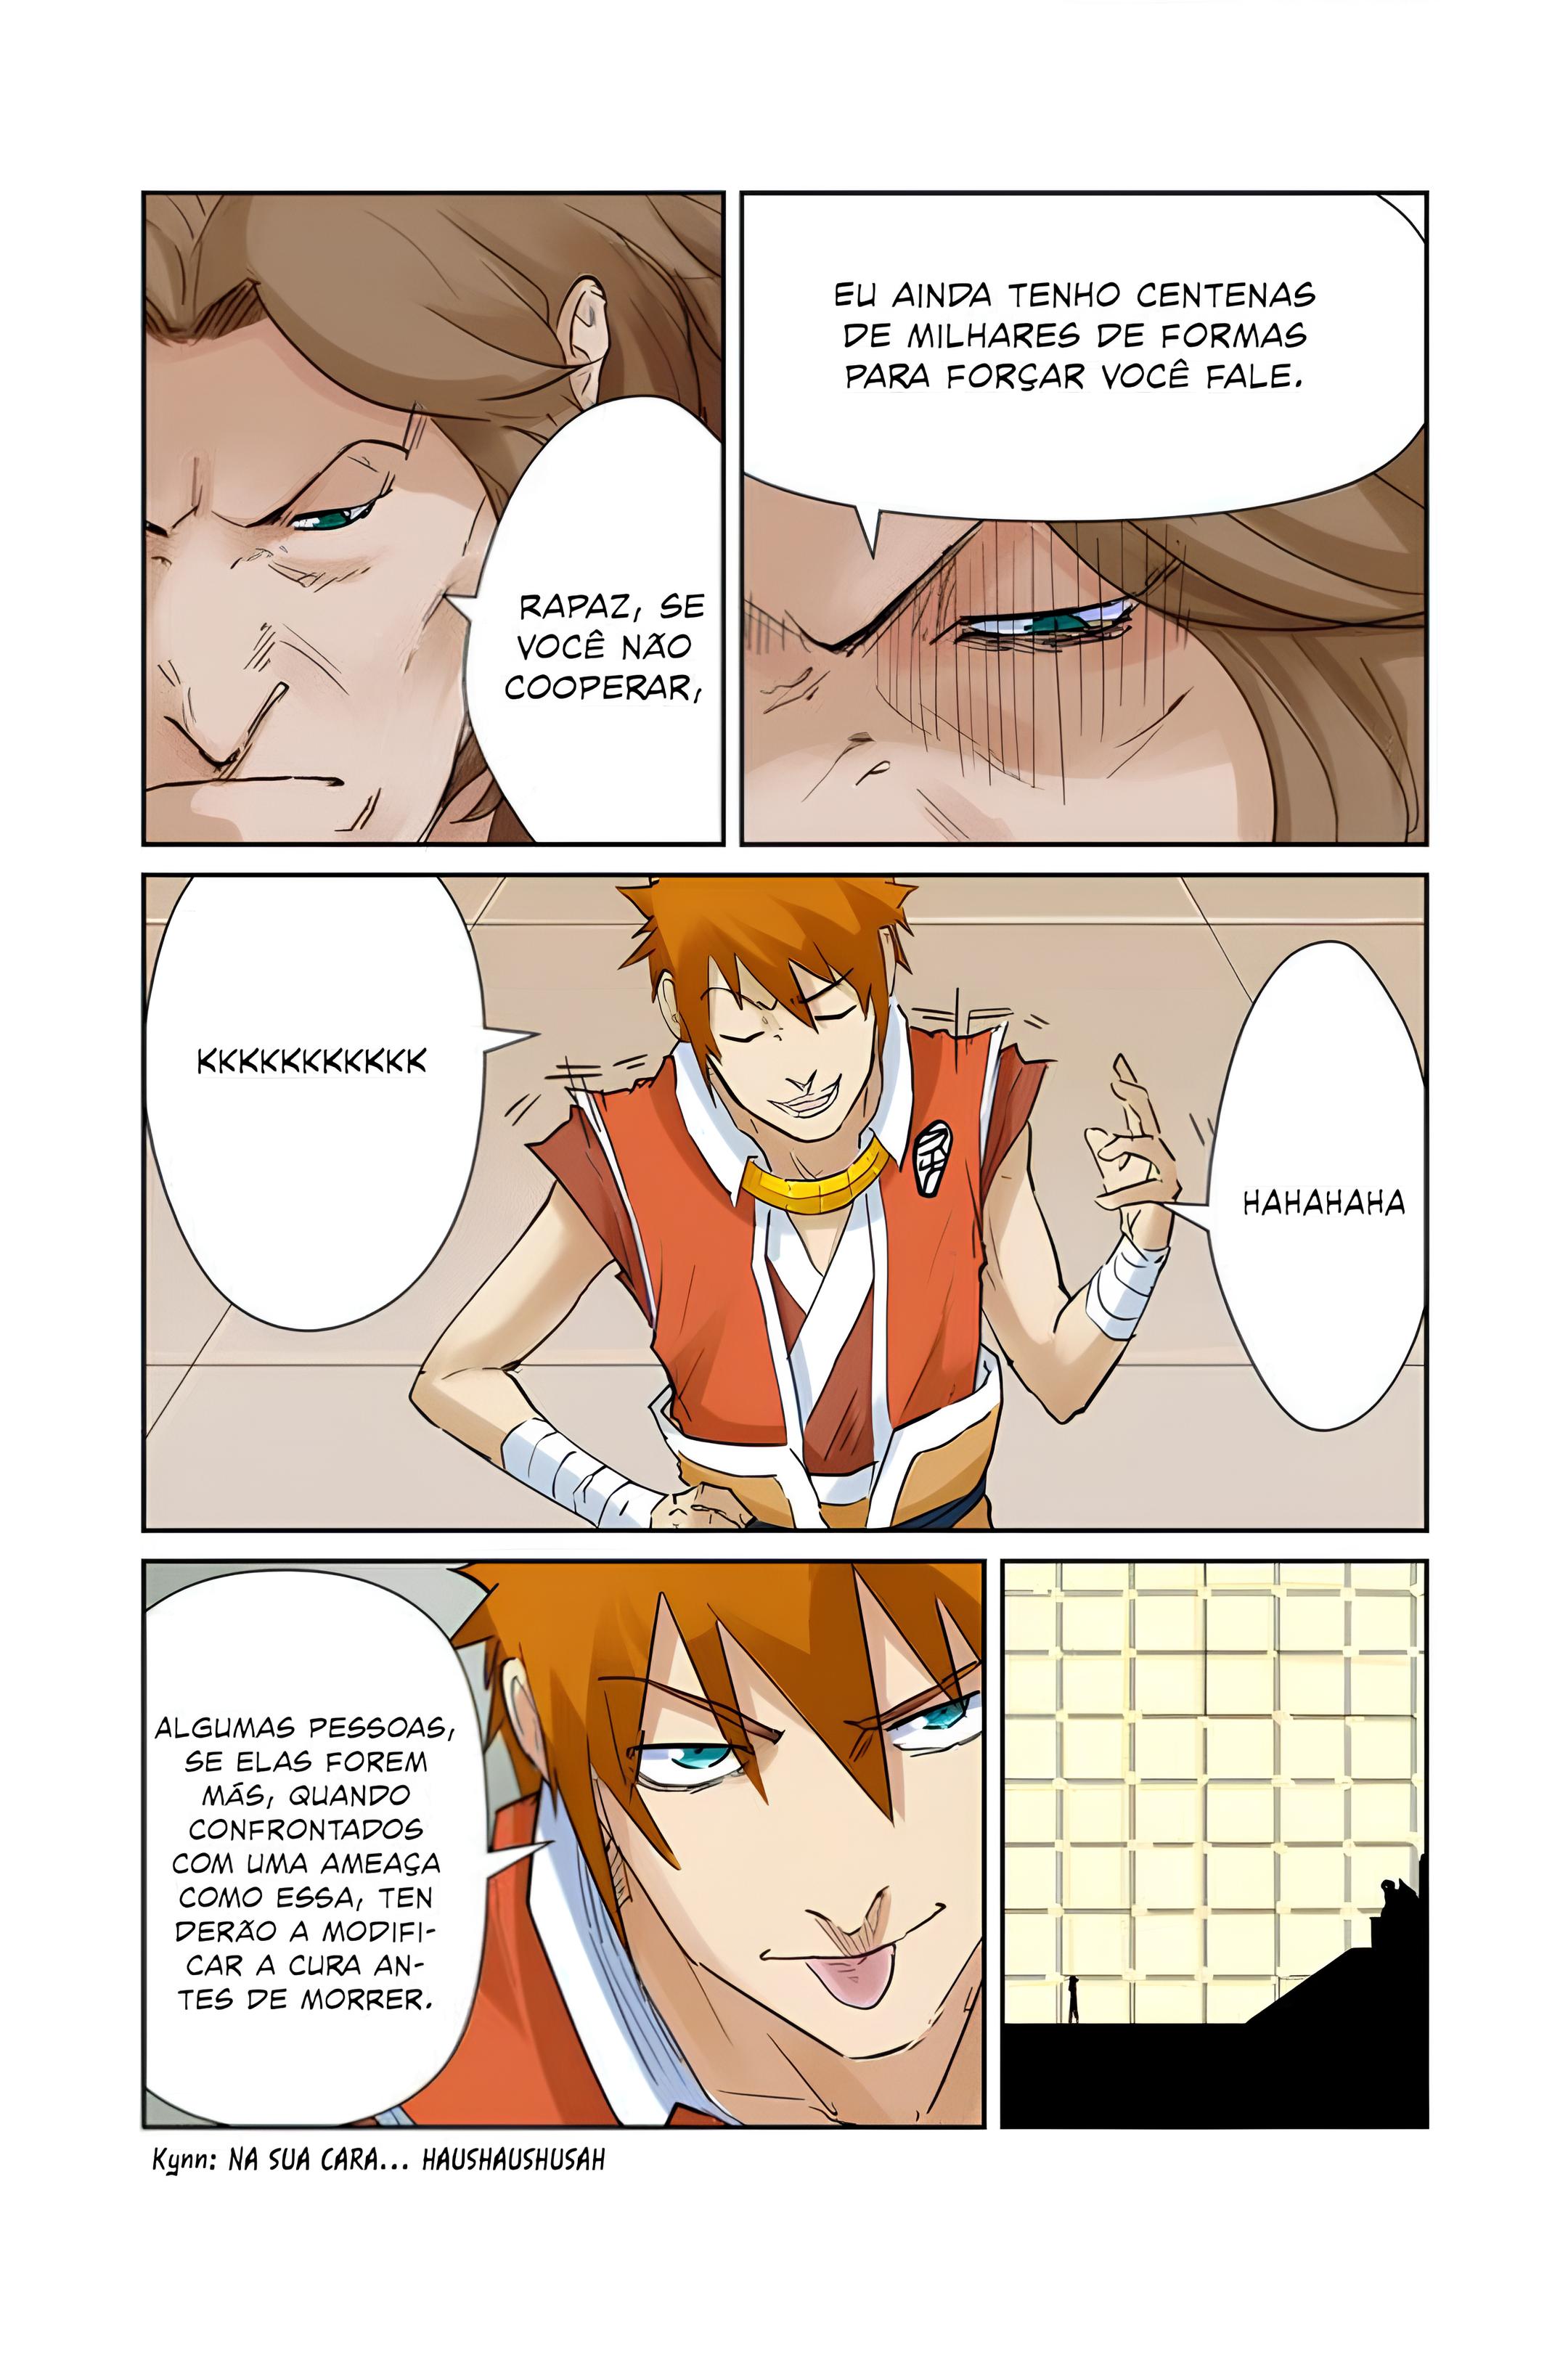 RAPAZ, SE
VOCÊ NÃO
COOPERAR,
EU AINDA TENHO CENTENAS
DE MILHARES DE FORMAS
PARA FORÇAR VOCÊ FALE.
KKKKKKKKKKK
HAHAHAHA
ALGUMAS PESSOAS,
SE ELAS FOREM
MÁS, QUANDO
CONFRONTADOS
COM UMA AMEAÇA
COMO ESSA, TEN
DERÃO A MODIFI-
CAR A CURA AN-
TES DE MORRER.
Kynn: NA SUA CARA... HAUSHAUSHUSAH